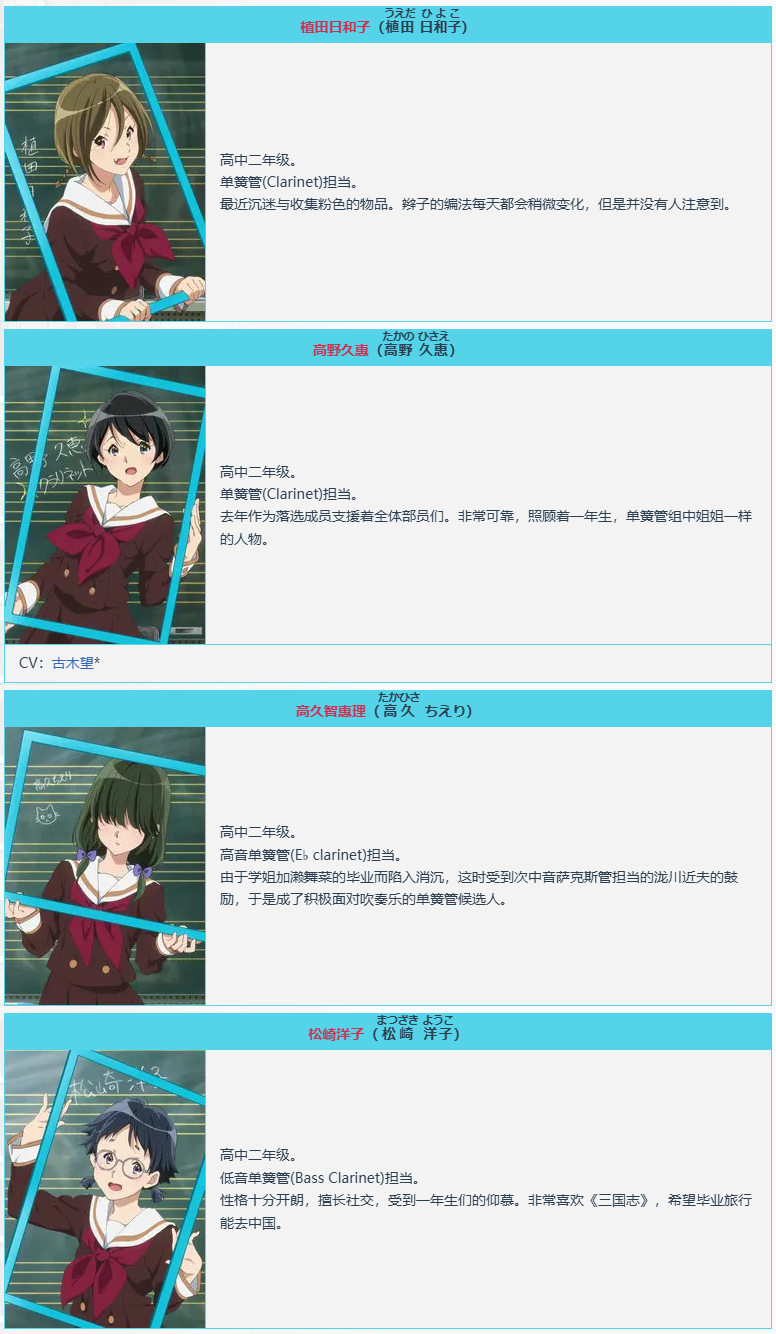 うえだ ひよこ
植田日和子（植田 日和子）
植田日和子
高中二年级。
单簧管(Clarinet)担当。
最近沉迷与收集粉色的物品。辫子的编法每天都会稍微变化，但是并没有人注意到。
たかの ひさえ
高野久惠（高野 久恵）
高野久恵
クラリネット
高中二年级。
单簧管(Clarinet)担当。
去年作为落选成员支援着全体部员们。非常可靠，照顾着一年生，单簧管组中姐姐一样
的人物。
CV：古木望*
たかひさ
高久智惠理（高久 ちえり）
高久ちえり
高中二年级。
高音单簧管(E♭ clarinet)担当。
由于学姐加濑舞菜的毕业而陷入消沉，这时受到次中音萨克斯管担当的泷川近夫的鼓
励，于是成了积极面对吹奏乐的单簧管候选人。
まつざき ようこ
松崎洋子（松崎 洋子）
松崎洋子
高中二年级。
低音单簧管(Bass Clarinet)担当。
性格十分开朗，擅长社交，受到一年生们的仰慕。非常喜欢《三国志》，希望毕业旅行
能去中国。